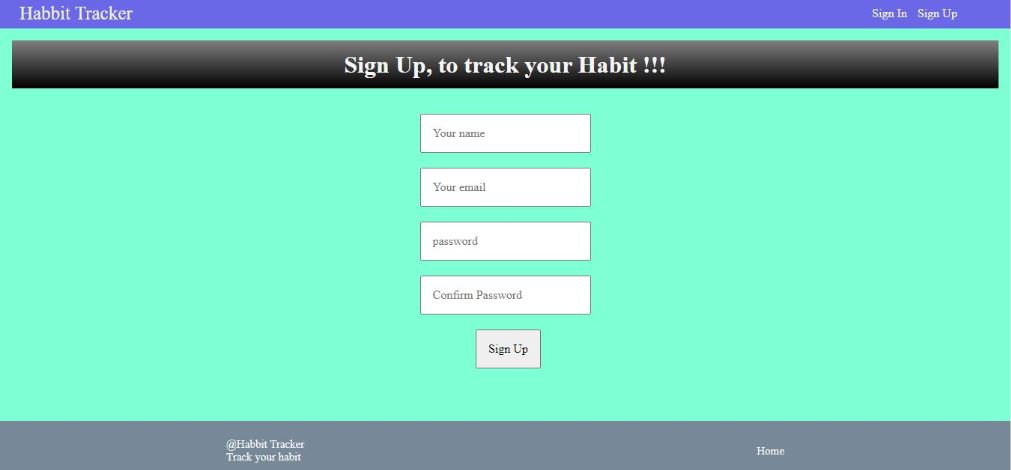 Habbit Tracker
Sign In Sign Up
Sign Up, to track your Habit !!!
Your name
Your email
password
Confirm Password
Sign Up
@Habbit Tracker
Track your habit
Home